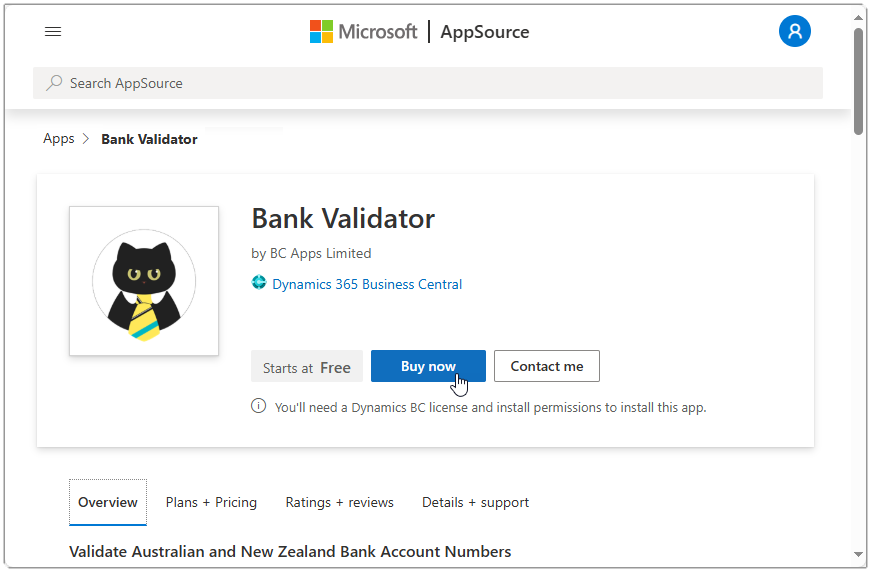 Microsoft | AppSource
Search AppSource
Apps > Bank Validator
Bank Validator
by BC Apps Limited
Dynamics 365 Business Central
Starts at Free Buy now Contact me
You'll need a Dynamics BC license and install permissions to install this app.
Overview Plans + Pricing Ratings + reviews Details + support
Validate Australian and New Zealand Bank Account Numbers